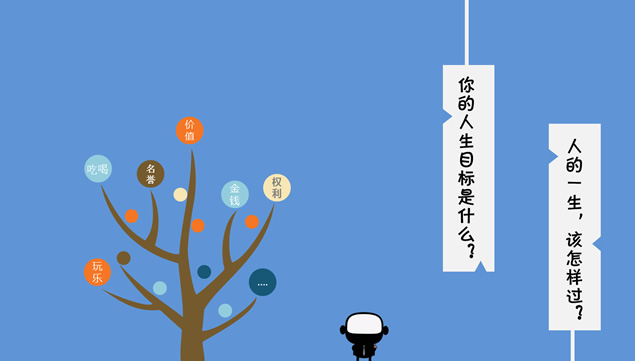 价
值
吃喝
名
誉
金
钱
权
利
玩
乐
....
你的人生目标是什么？
人的一生，该怎样过？